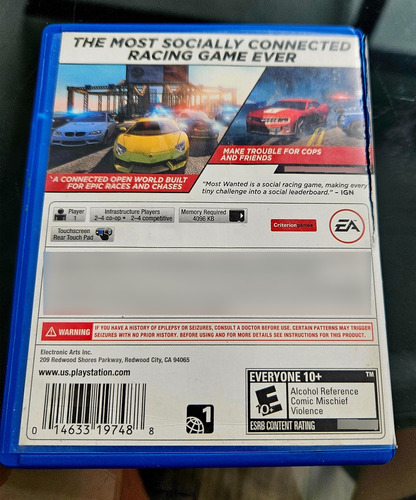 THE MOST SOCIALLY CONNECTED
RACING GAME EVER
A CONNECTED OPEN WORLD BUILT
FOR EPIC RACES AND CHASES
MAKE TROUBLE FOR COPS
AND FRIENDS
"Most Wanted is a social racing game, making every
tiny challenge into a social leaderboard." – IGN
Player
1
Infrastructure Players
2-4 co-op • 2-4 competitive
Memory Required
4096 KB
Touchscreen
Rear Touch Pad
Criteriongames
EA
WARNING
IF YOU HAVE A HISTORY OF EPILEPSY OR SEIZURES, CONSULT A DOCTOR BEFORE USE. CERTAIN PATTERNS MAY TRIGGER
SEIZURES WITH NO PRIOR HISTORY. BEFORE USING AND FOR MORE DETAILS SEE INSTRUCTIONS FOR THIS PRODUCT.
Electronic Arts Inc.
209 Redwood Shores Parkway, Redwood City, CA 94065
www.us.playstation.com
0 14633 19748 8
1
EVERYONE 10+
TM
E
10+
Alcohol Reference
Comic Mischief
Violence
ESRB CONTENT RATING